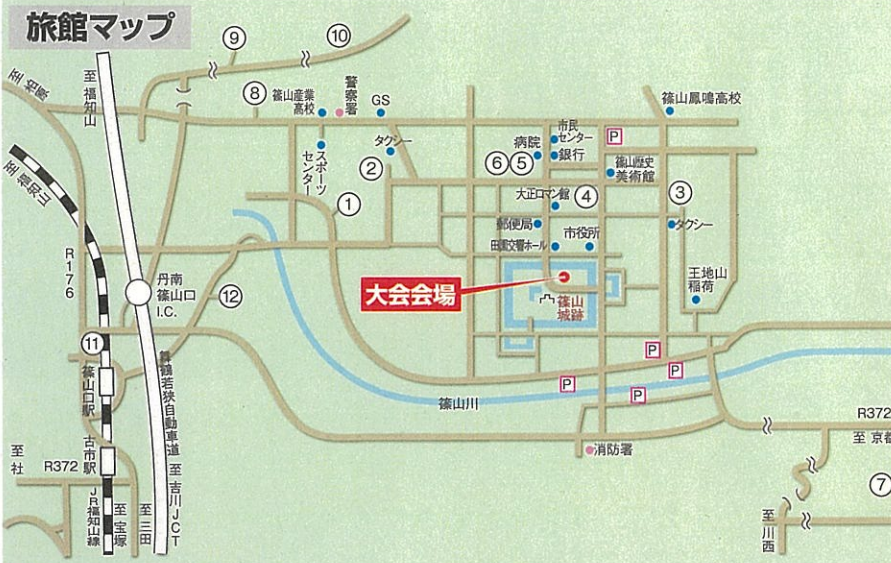 旅館マップ
至福知山
至柏原
至福知山
⑨
⑩
⑧
篠山産業
高校
警察署
GS
タクシー
②
スポーツ
センター
①
篠山鳳鳴高校
P
市民
センター
病院
銀行
⑥
⑤
篠山歴史
美術館
大正ロマン館
④
③
郵便局
市役所
タクシー
田園交響ホール
大会会場
篠山
城跡
王地山
稲荷
R176
丹南
篠山口
I.C.
⑫
⑪
篠山口駅
舞鶴若狭自動車道
古市駅
至社
R372
JR福知山線
至宝塚
至三田
至吉川JCT
篠山川
P
P
P
P
消防署
R372
至京都
⑦
至川西